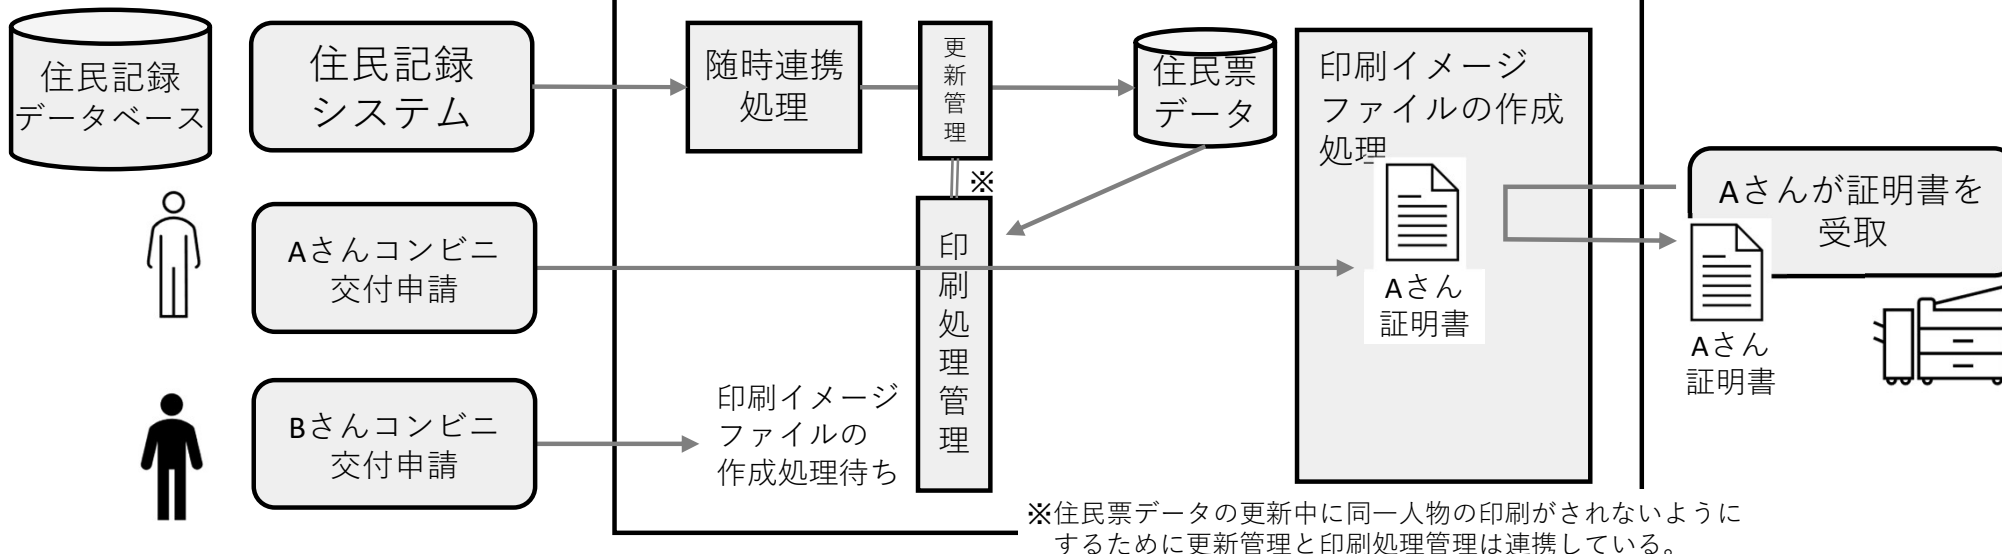 住民記録
データベース
住民記録
システム
随時連携
処理
更新管理
住民票
データ
印刷イメージ
ファイルの作成
処理
※
Aさんコンビニ
交付申請
印刷処理管理
Aさん
証明書
Aさんが証明書を
受取
Aさん
証明書
Bさんコンビニ
交付申請
印刷イメージ
ファイルの
作成処理待ち
※住民票データの更新中に同一人物の印刷がされないように
するために更新管理と印刷処理管理は連携している。